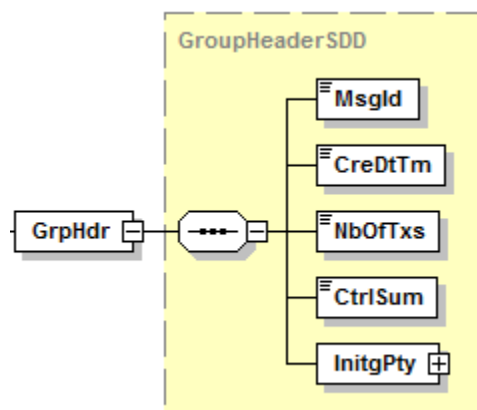 GroupHeaderSDD
MsgId
CreDtTm
GrpHdr
NbOfTxs
CtrlSum
InitgPty